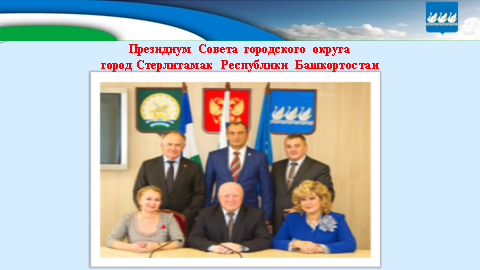 Президиум Совета городского округа
город Стерлитамак Республики Башкортостан